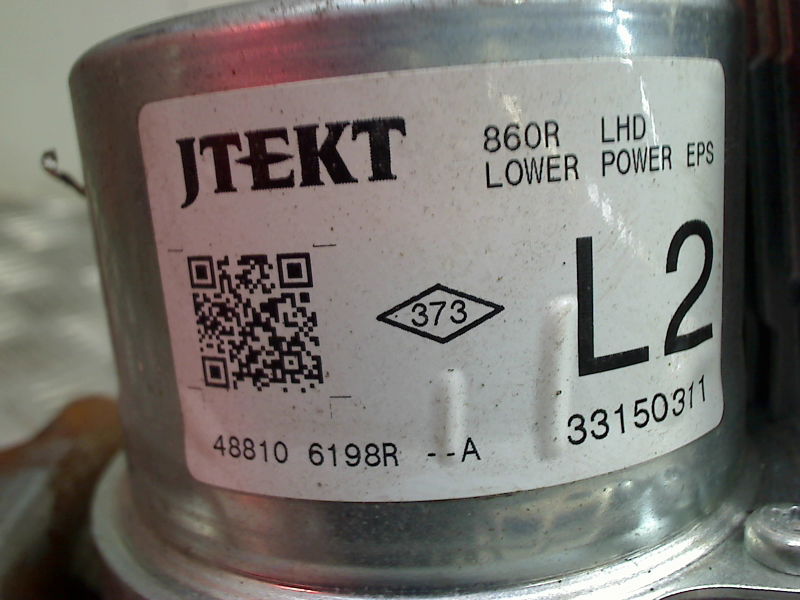 JTEKT
860R LHD
LOWER POWER EPS
L2
373
33150311
48810 6198R --A